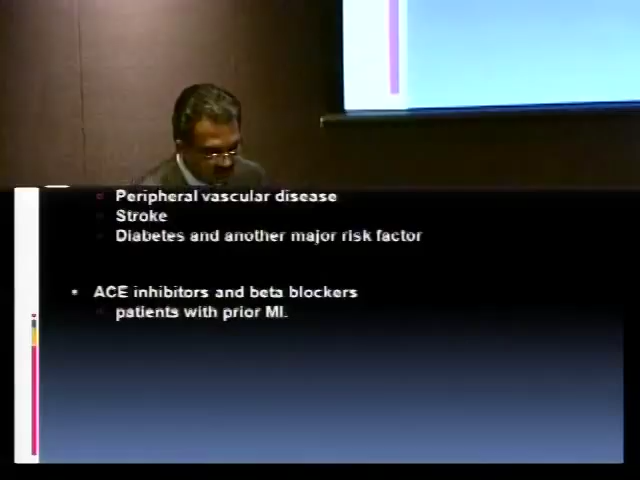 Peripheral vascular disease
Stroke
Diabetes and another major risk factor
• ACE inhibitors and beta blockers
patients with prior MI.